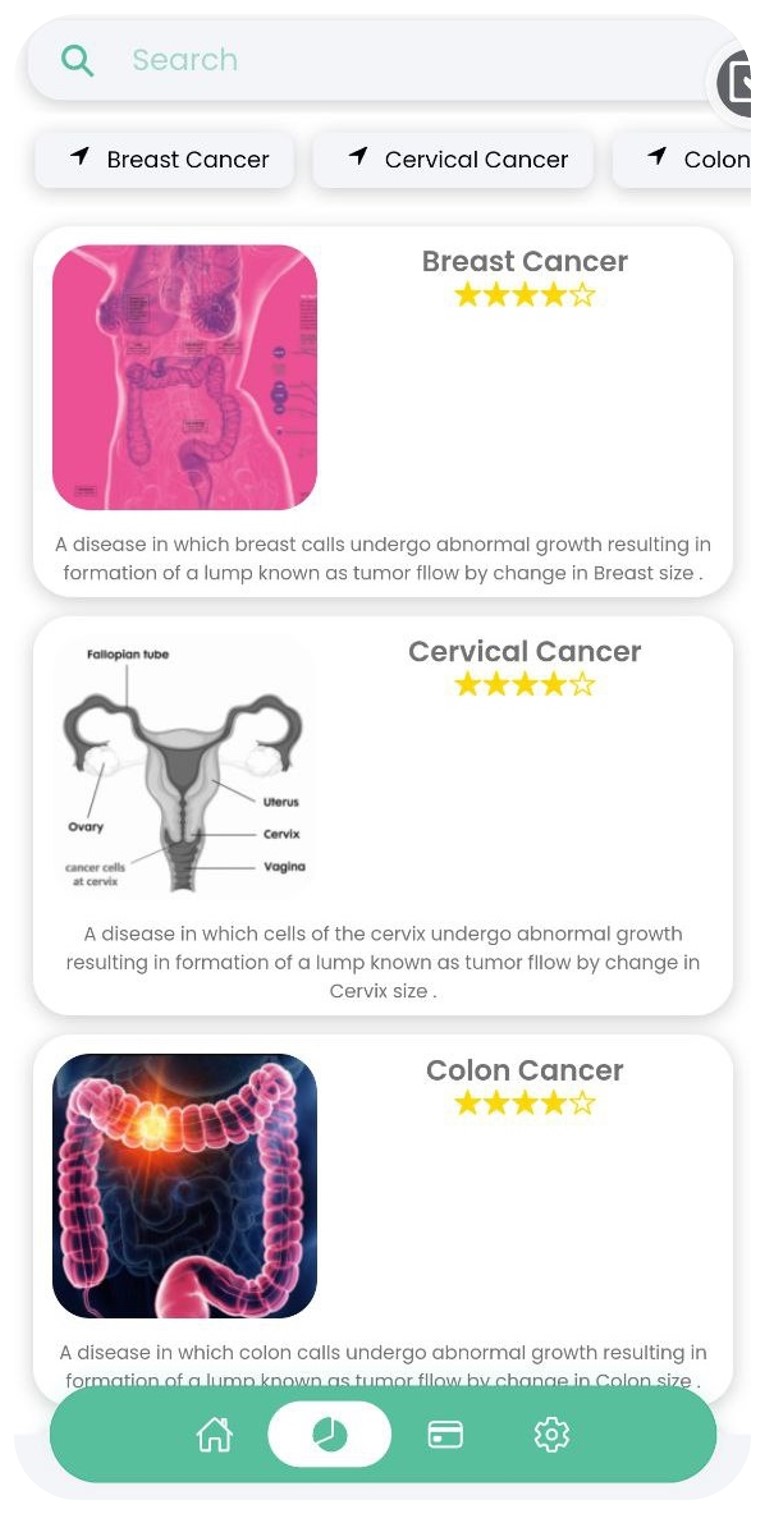 Search
Breast Cancer
Cervical Cancer
Colon
Breast Cancer
A disease in which breast calls undergo abnormal growth resulting in
formation of a lump known as tumor fllow by change in Breast size .
Cervical Cancer
Fallopian tube
Ovary
Uterus
Cervix
cancer cells
at cervix
Vagina
A disease in which cells of the cervix undergo abnormal growth
resulting in formation of a lump known as tumor fllow by change in
Cervix size .
Colon Cancer
A disease in which colon calls undergo abnormal growth resulting in
formation of a lump known as tumor fllow by change in Colon size .